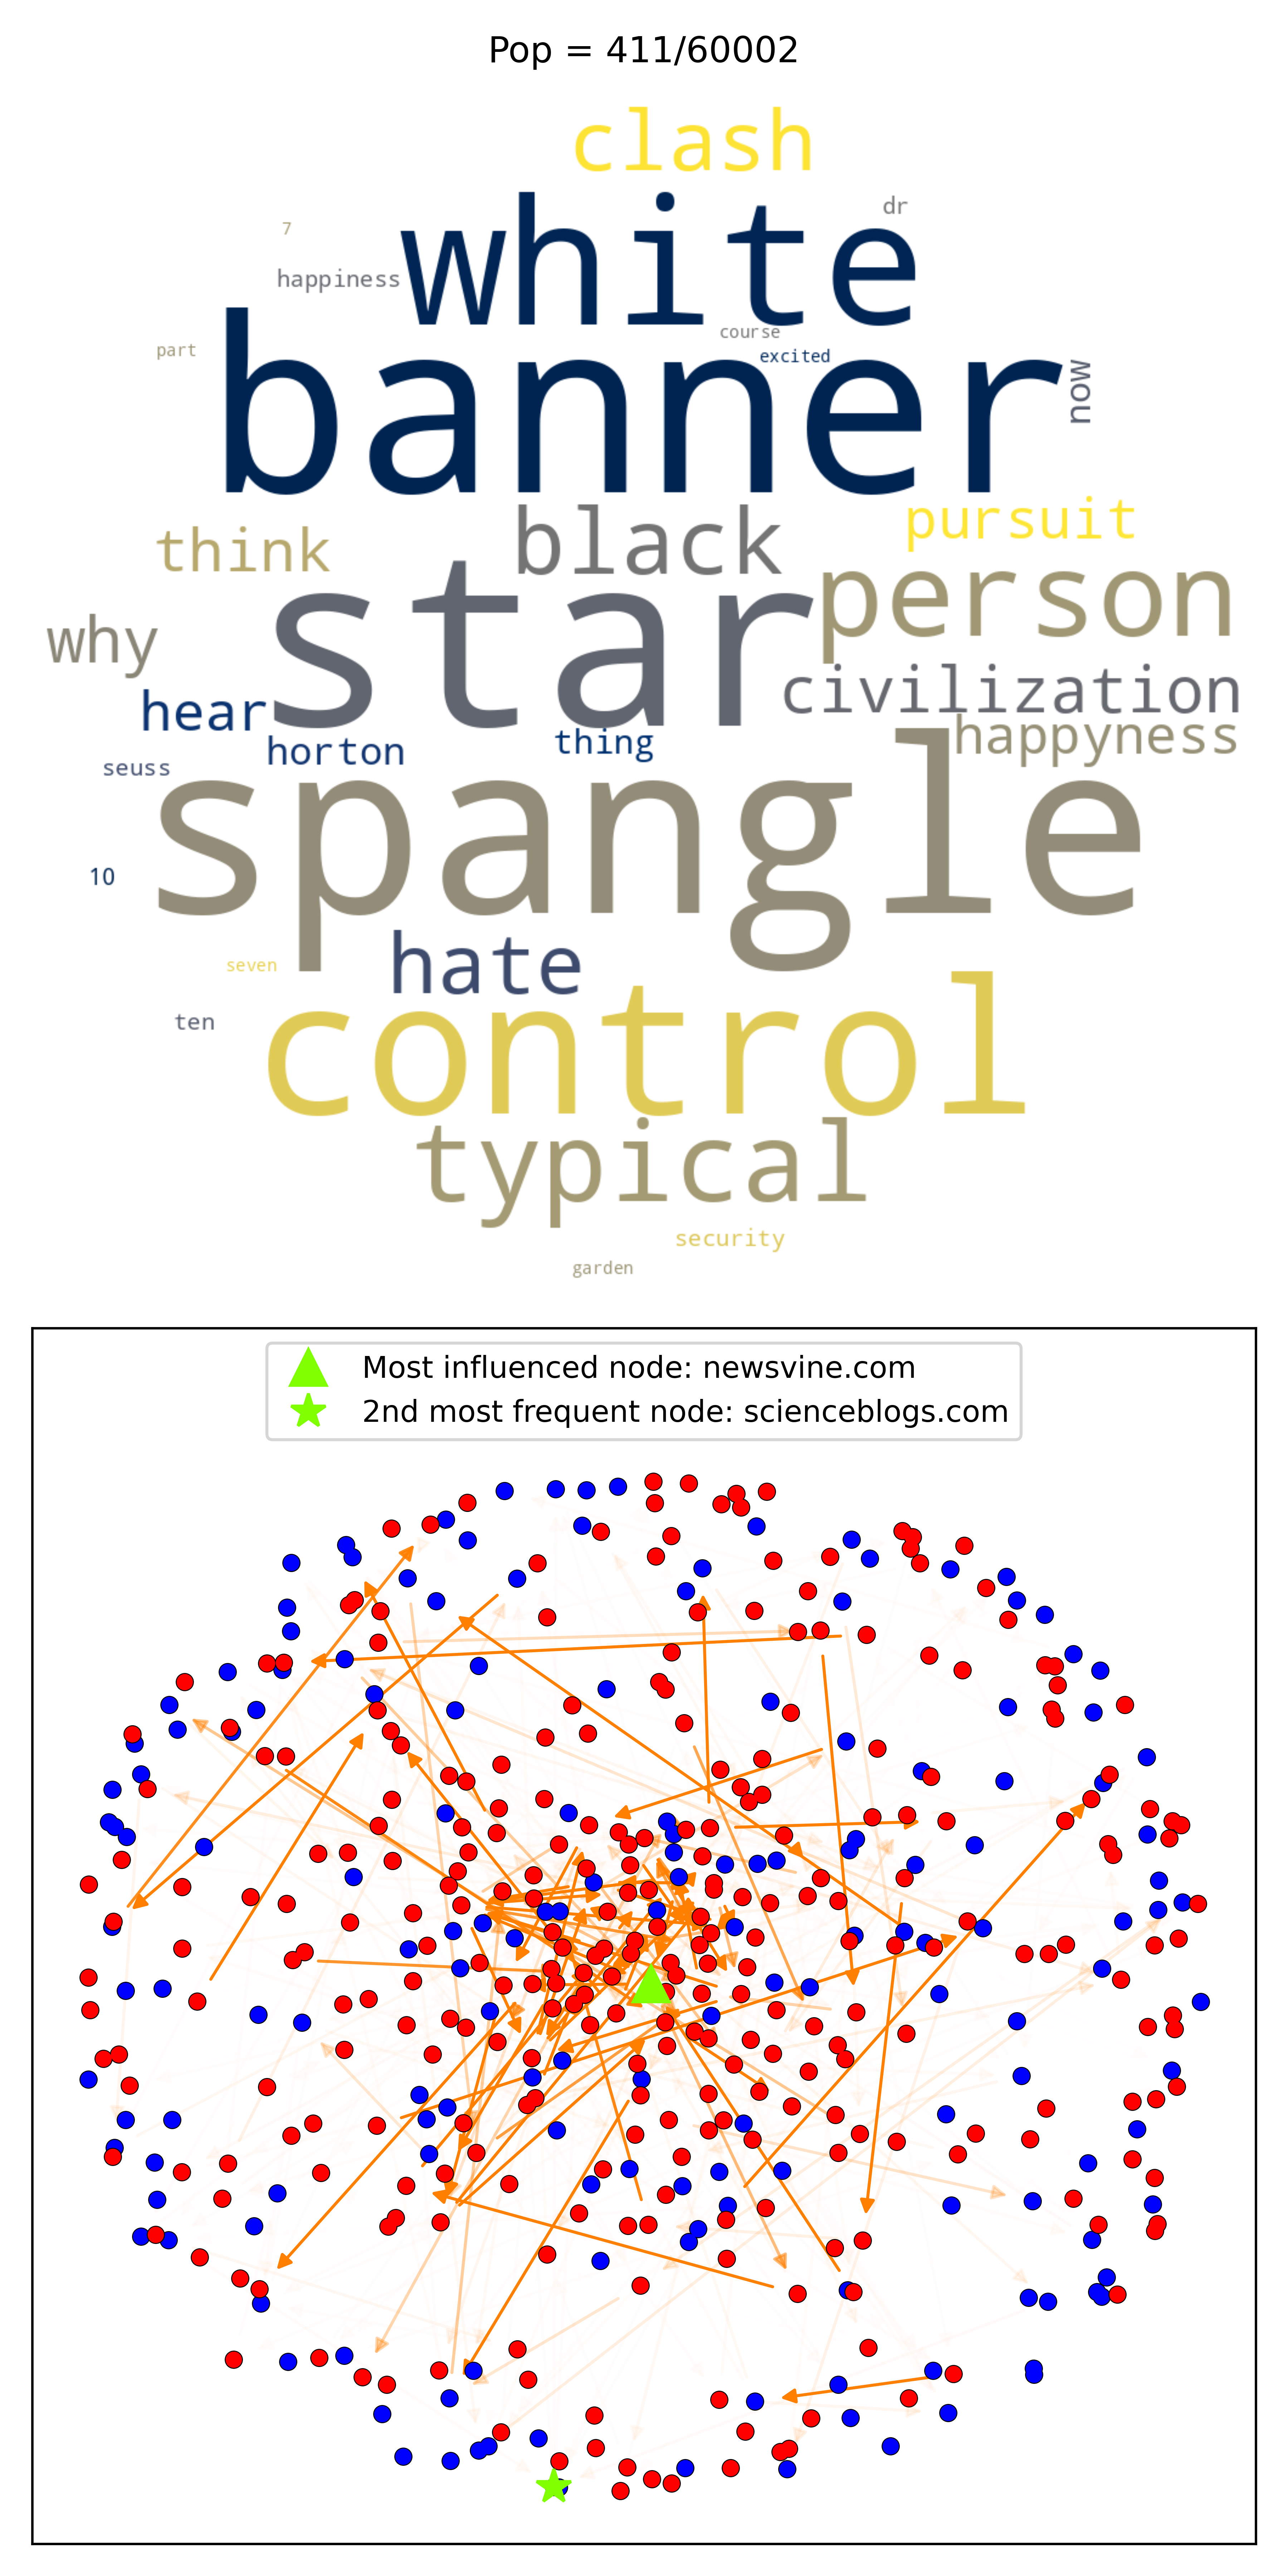 Pop = 411/60002
clash
dr
white
7
happiness
course
part
excited
now
banner
pursuit
black
think
person
star
why
civilization
hear
happyness
horton
thing
seuss
spangle
10
hate
seven
control
ten
typical
security
garden
Most influenced node: newsvine.com
2nd most frequent node: scienceblogs.com